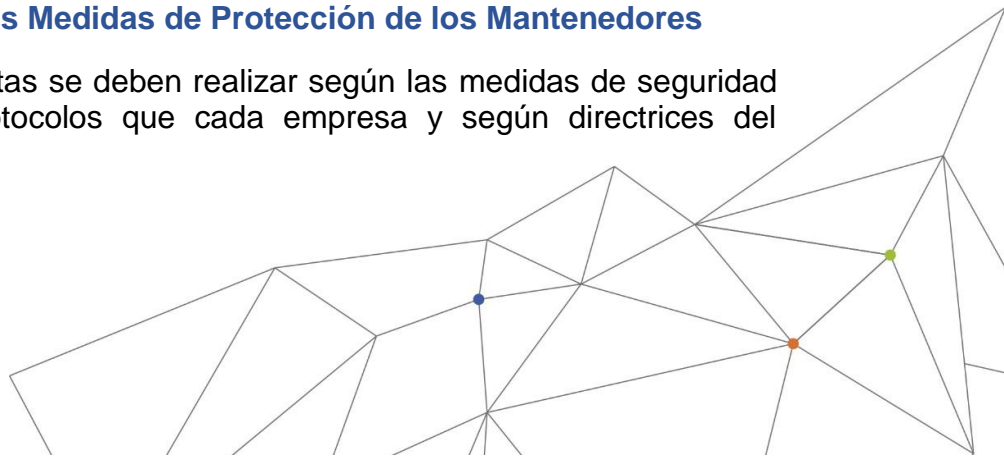 s Medidas de Protección de los Mantenedores
tas se deben realizar según las medidas de seguridad
otocolos que cada empresa y según directrices del